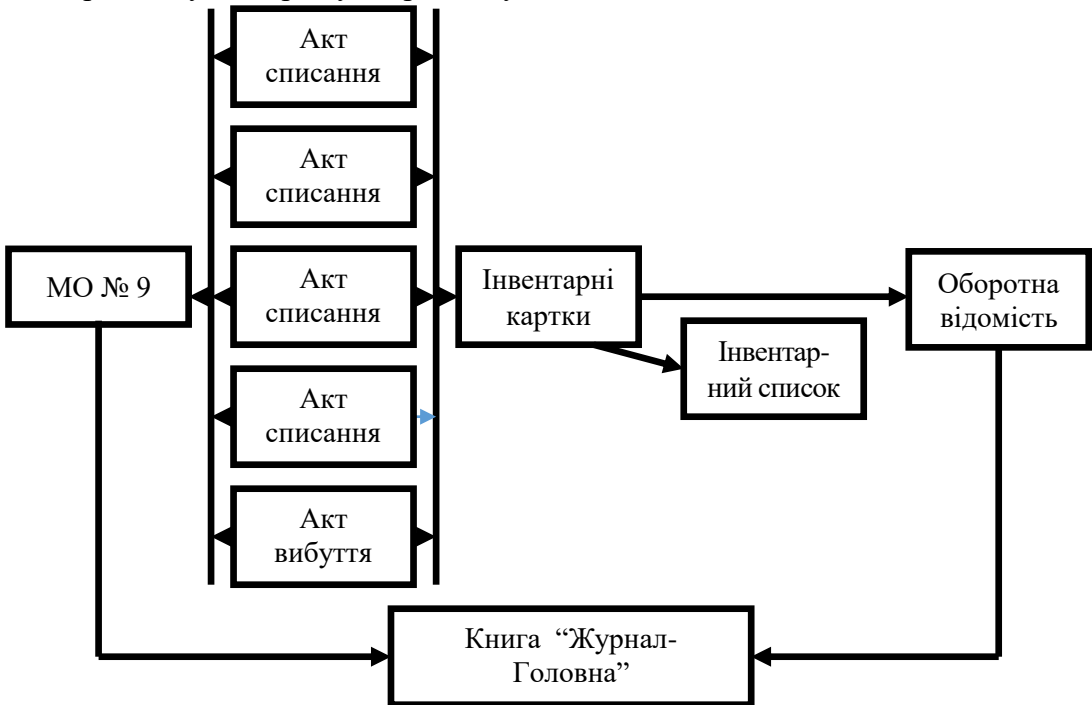 Акт
списання
Акт
списання
МО № 9
Акт
списання
Інвентарні
картки
Оборотна
відомість
Інвентар-
ний список
Акт
списання
Акт
вибуття
Книга “Журнал-
Головна”